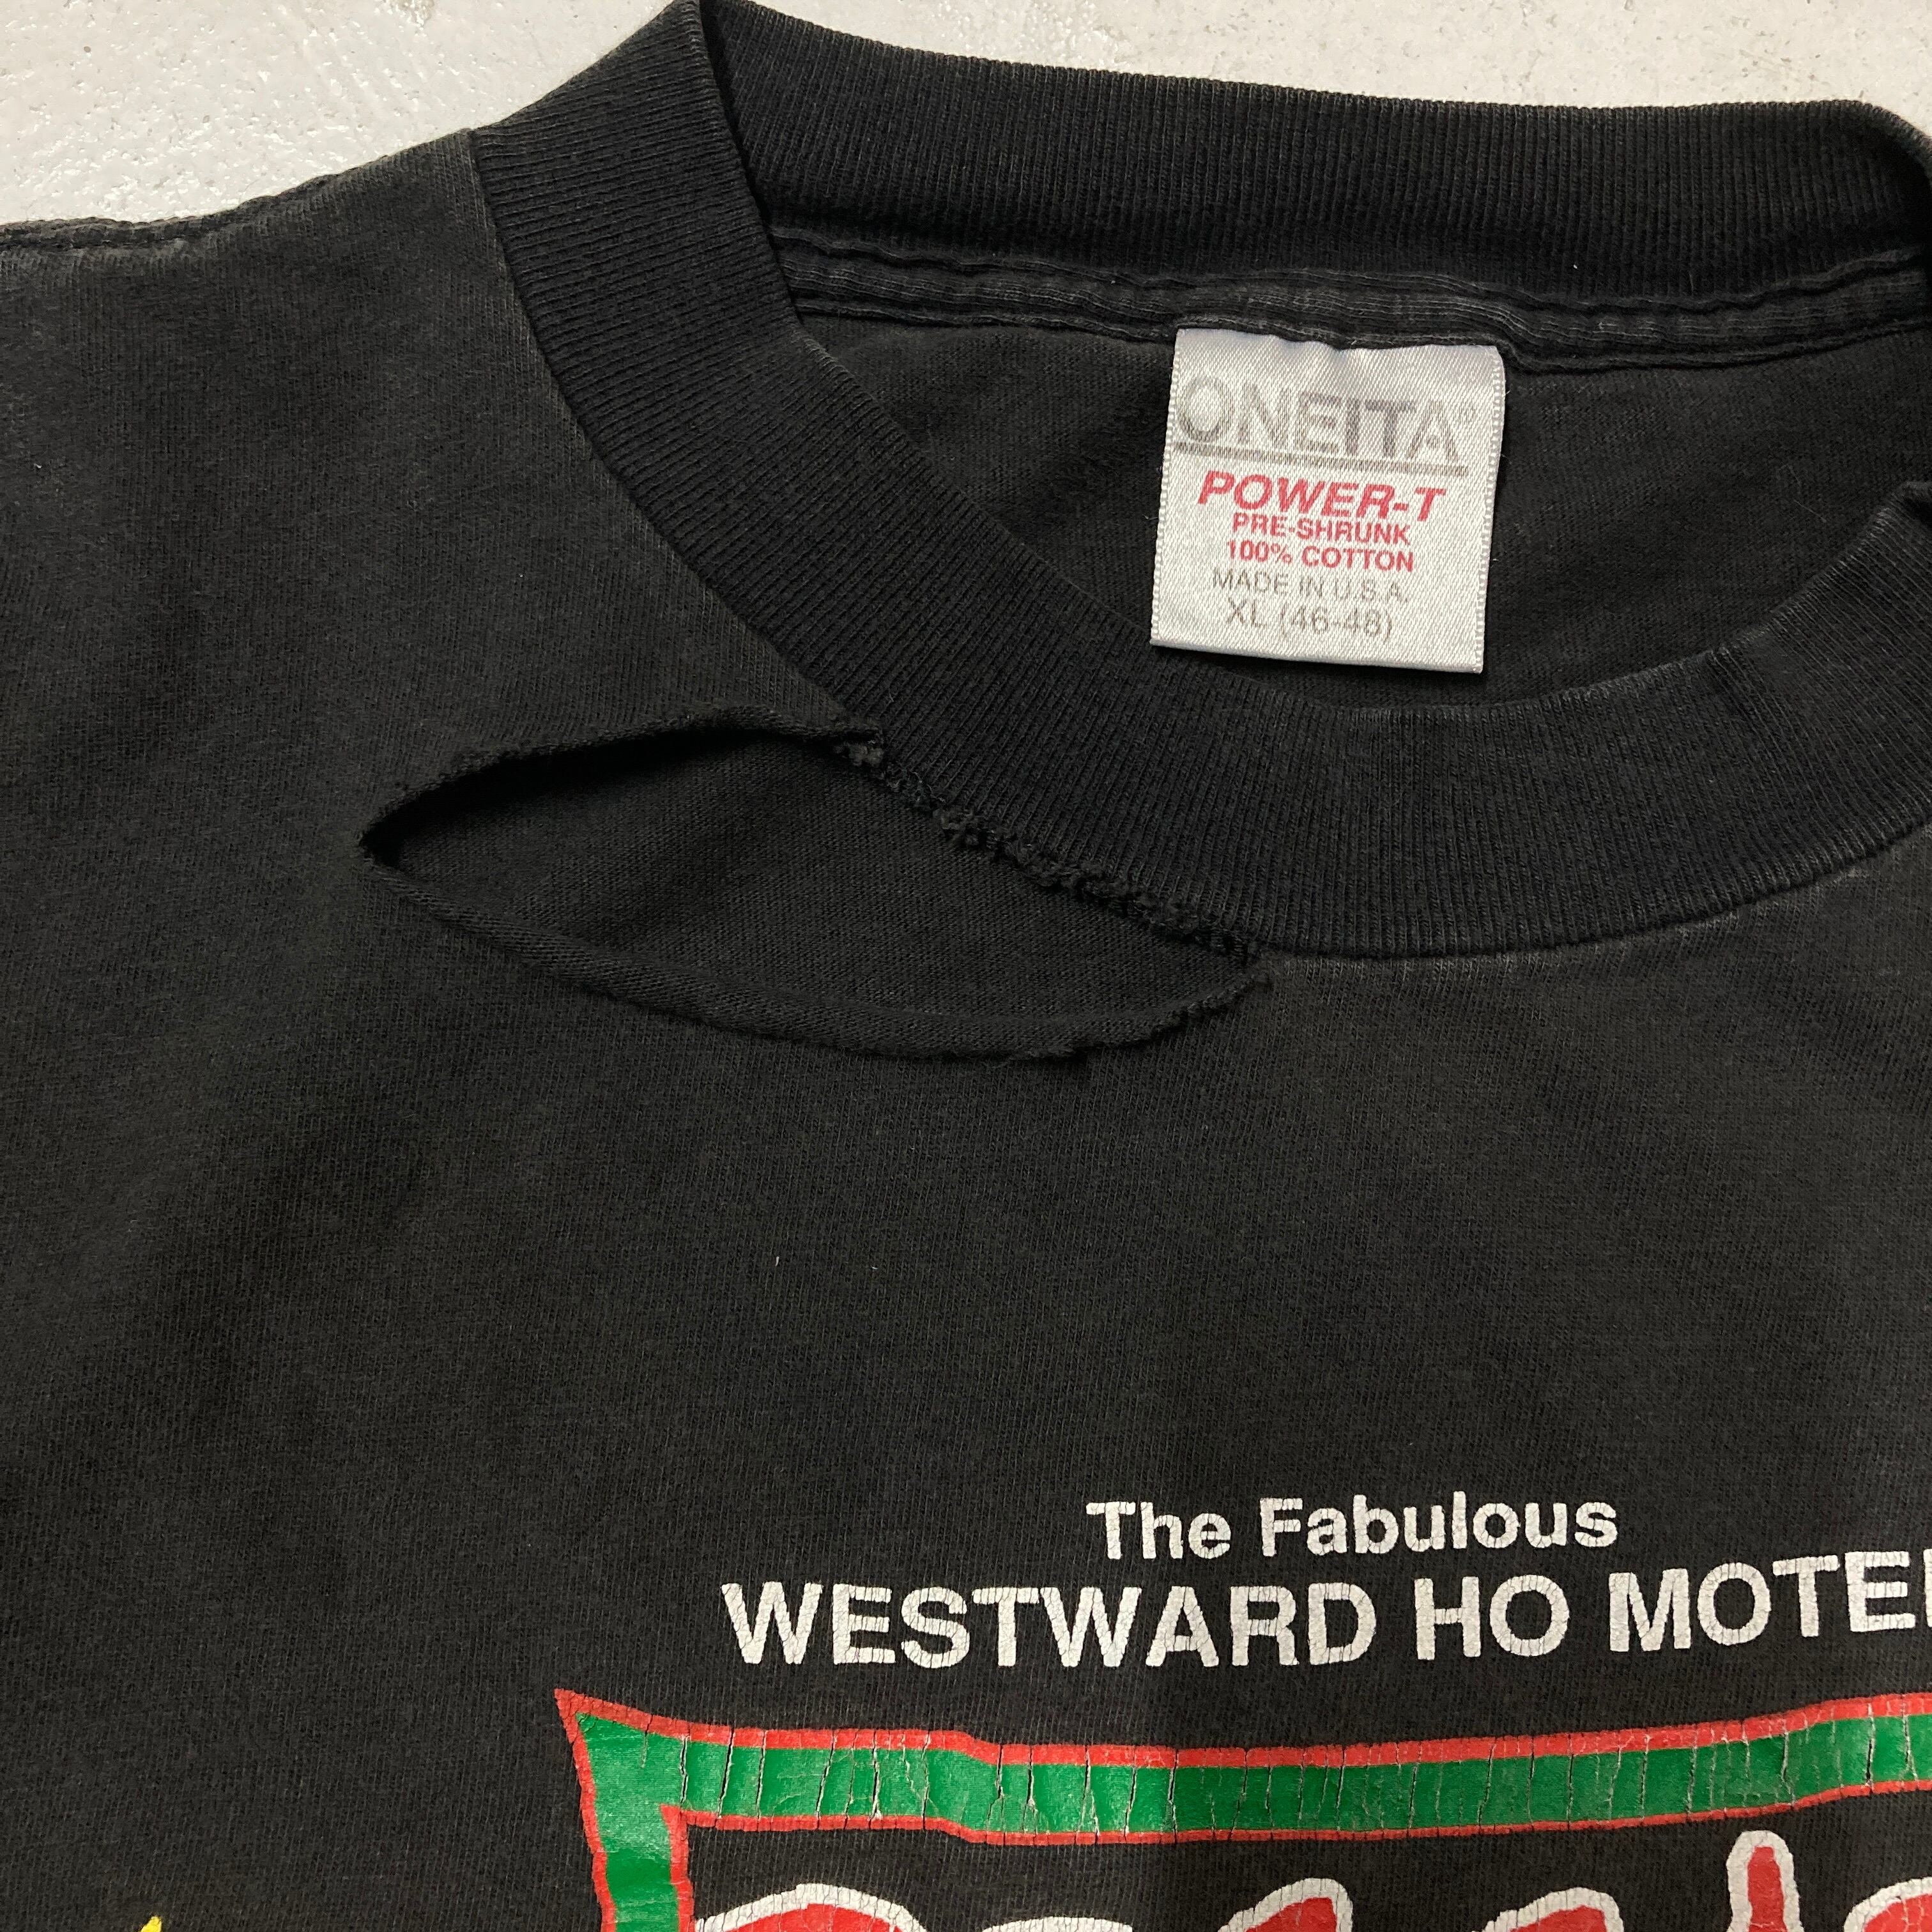 ONEITA®
POWER-T
PRE-SHRUNK
100% COTTON
MADE IN U.S.A.
XL (46-48)
The Fabulous
WESTWARD HO MOTEL